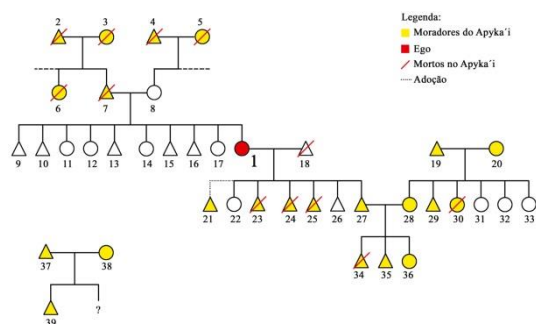 Legenda:
Moradores do Apyka´i
Ego
Mortos no Apyka´i
Adoção
2 3 4 5
6 7 8
9 10 11 12 13 14 15 16 17 1 18
19 20
21 22 23 24 25 26 27 28 29 30 31 32 33
34 35 36
37 38
39 ?